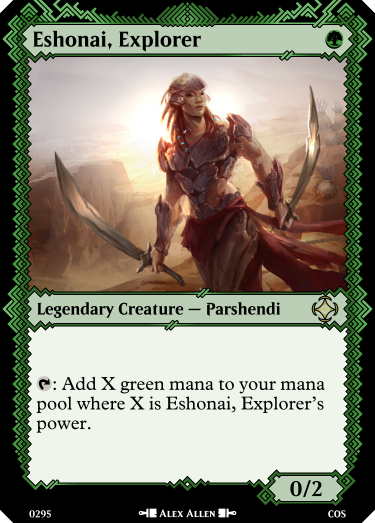 Eshonai, Explorer
Legendary Creature — Parshendi
: Add X green mana to your mana
pool where X is Eshonai, Explorer's
power.
0/2
0295
Alex Allen
COS